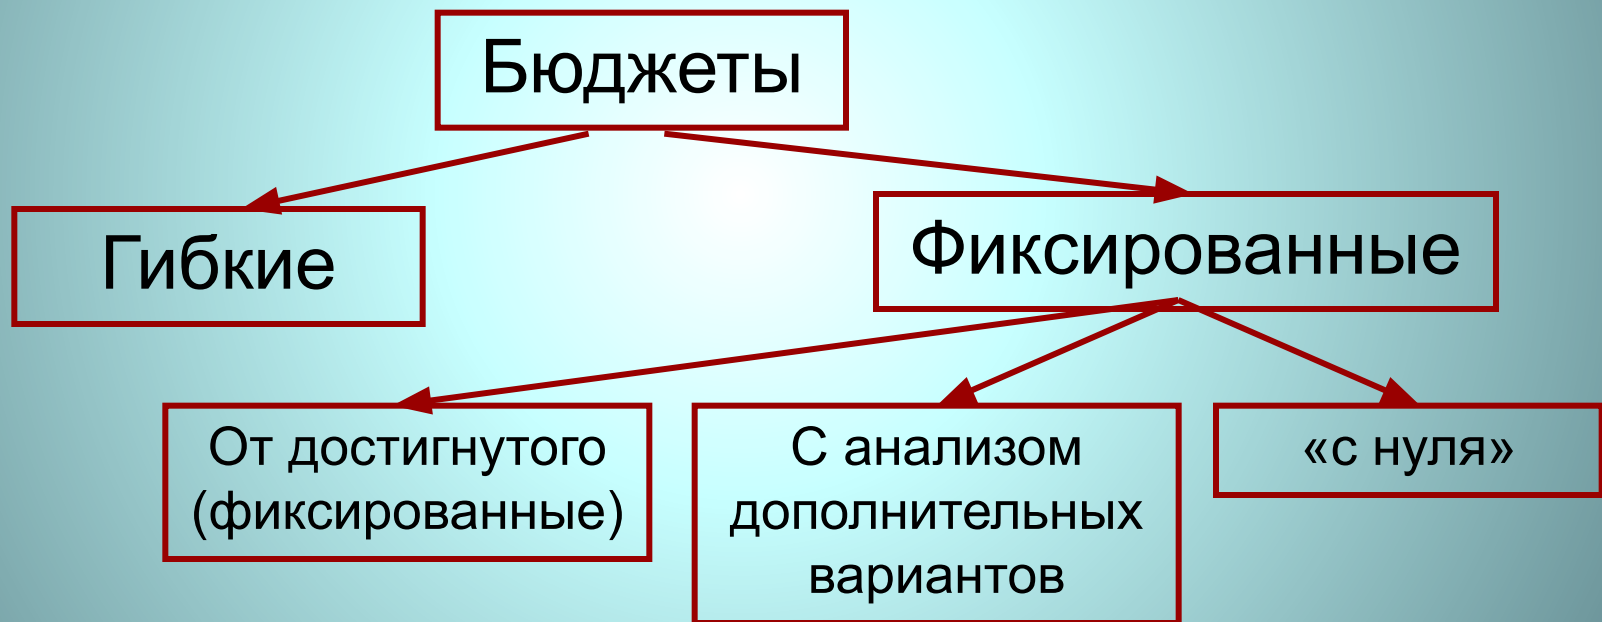 Бюджеты
Гибкие
Фиксированные
От достигнутого
(фиксированные)
С анализом
дополнительных
вариантов
«с нуля»